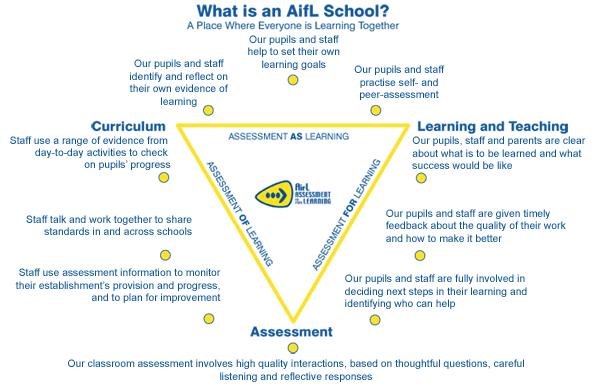 What is an AifL School?
A Place Where Everyone is Learning Together
Our pupils and staff
help to set their own
learning goals
Our pupils and staff
identify and reflect on
their own evidence of
learning
Our pupils and staff
practise self- and
peer-assessment
Curriculum
Learning and Teaching
ASSESSMENT AS LEARNING
Staff use a range of evidence from
day-to-day activities to check
on pupils' progress
Our pupils, staff and parents are clear
about what is to be learned and what
success would be like
ASSESSMENT OF LEARNING
AifL
ASSESSMENT
is for
LEARNING
ASSESSMENT FOR LEARNING
Staff talk and work together to share
standards in and across schools
Our pupils and staff are given timely
feedback about the quality of their work
and how to make it better
Staff use assessment information to monitor
their establishment's provision and progress,
and to plan for improvement
Our pupils and staff are fully involved in
deciding next steps in their learning and
identifying who can help
Assessment
Our classroom assessment involves high quality interactions, based on thoughtful questions, careful
listening and reflective responses